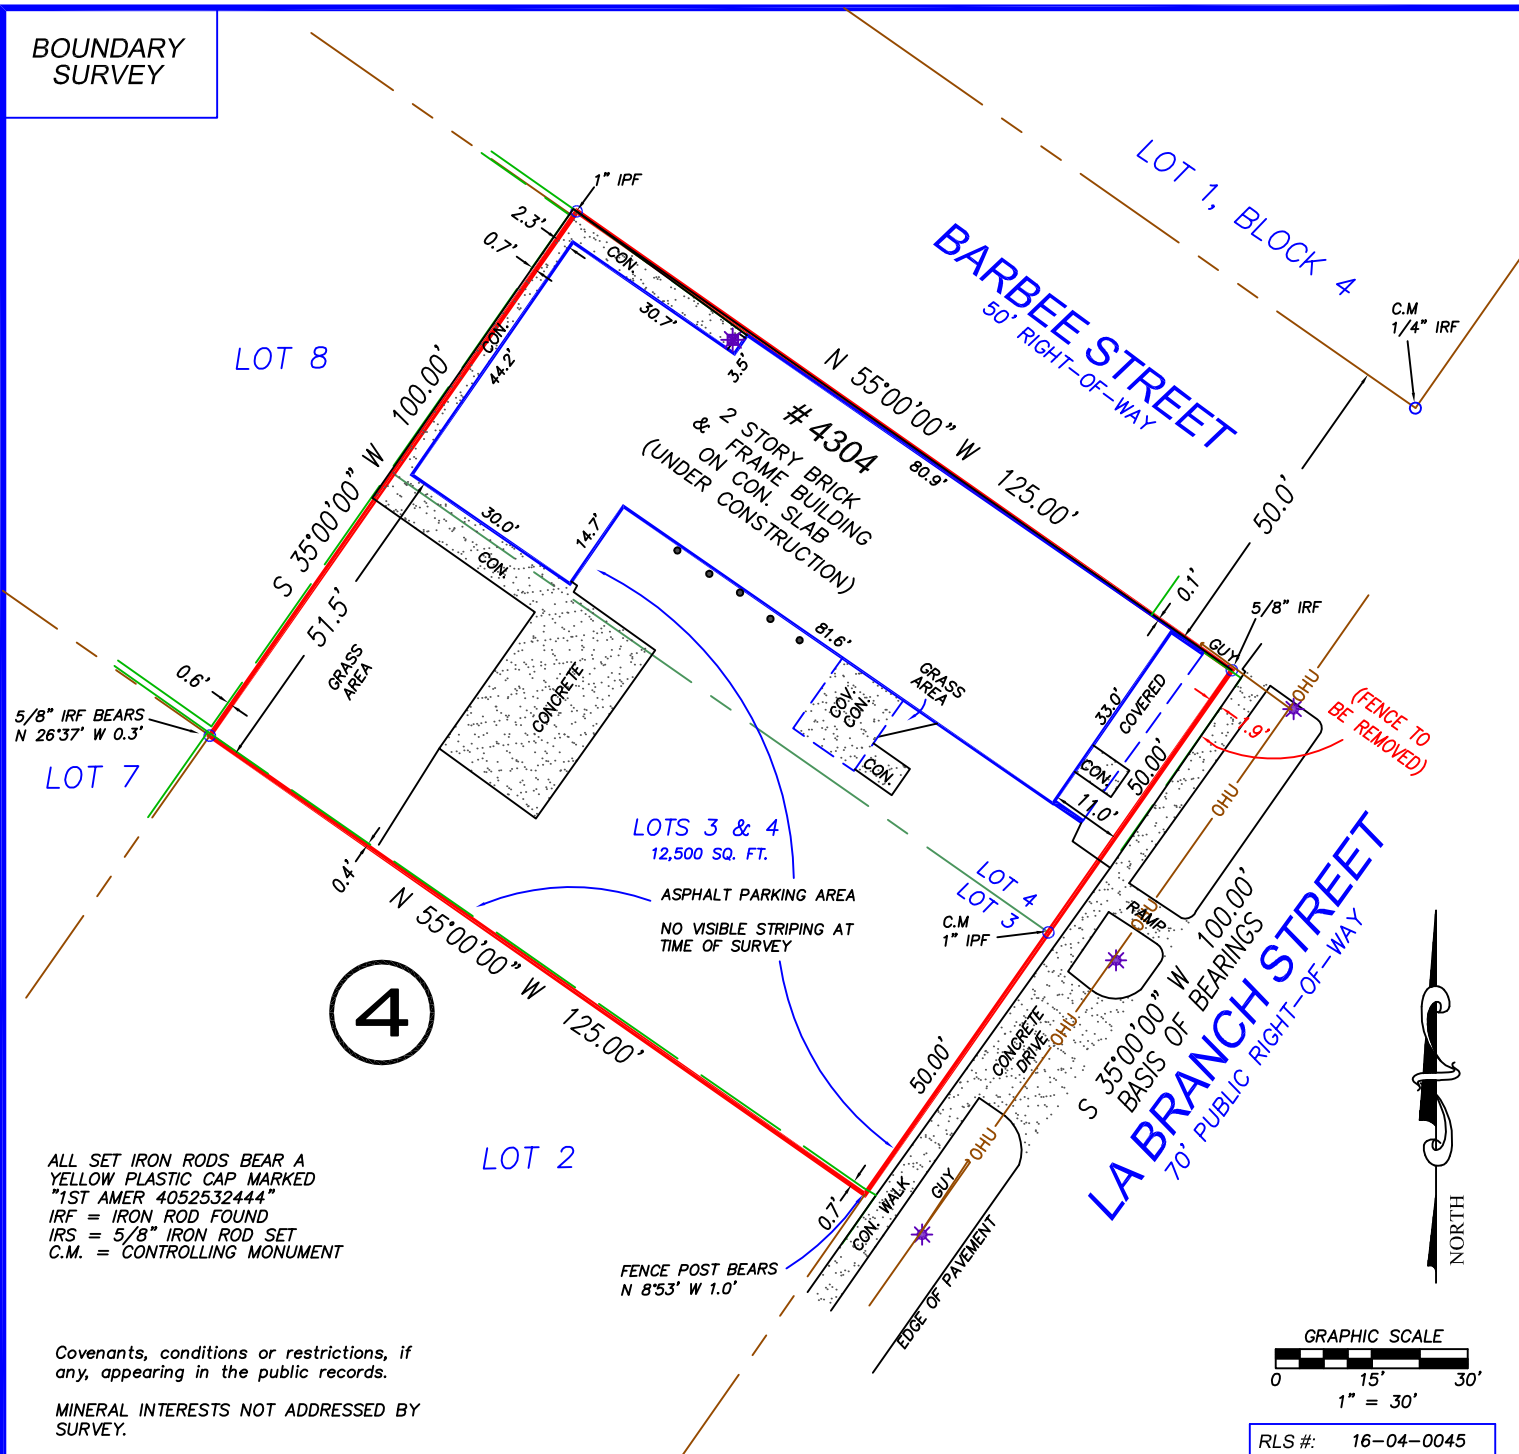 BOUNDARY
SURVEY
LOT 1, BLOCK 4
1" IPF
2.3'
0.7'
CON.
CON.
30.7'
3.5'
44.2'
BARBEE STREET
50' RIGHT-OF-WAY
C.M
1/4" IRF
LOT 8
N 55°00'00" W 125.00'
80.9'
# 4304
2 STORY BRICK
& FRAME BUILDING
ON CON. SLAB
(UNDER CONSTRUCTION)
S 35°00'00" W 100.00'
50.0'
30.0'
14.7'
CON.
51.5'
GRASS
AREA
0.1'
5/8" IRF
GUY
81.6'
0.6'
5/8" IRF BEARS
N 26°37' W 0.3'
LOT 7
CONCRETE
COV.
CON.
GRASS
AREA
CON.
33.0'
COVERED
CON.
50.00'
11.0'
1.9'
(FENCE TO
BE REMOVED)
OHU
OHU
OHU
OHU
OHU
LOTS 3 & 4
12,500 SQ. FT.
ASPHALT PARKING AREA
NO VISIBLE STRIPING AT
TIME OF SURVEY
LOT 4
LOT 3
C.M
1" IPF
RAMP
0.4'
N 55°00'00" W 125.00'
4
50.00'
CONCRETE
DRIVE
S 35°00'00" W 100.00'
BASIS OF BEARINGS
LA BRANCH STREET
70' PUBLIC RIGHT-OF-WAY
LOT 2
0.7'
CON. WALK
GUY
EDGE OF PAVEMENT
FENCE POST BEARS
N 8°53' W 1.0'
NORTH
ALL SET IRON RODS BEAR A
YELLOW PLASTIC CAP MARKED
"1ST AMER 4052532444"
IRF = IRON ROD FOUND
IRS = 5/8" IRON ROD SET
C.M. = CONTROLLING MONUMENT
Covenants, conditions or restrictions, if
any, appearing in the public records.
MINERAL INTERESTS NOT ADDRESSED BY
SURVEY.
GRAPHIC SCALE
0 15' 30'
1" = 30'
RLS #: 16-04-0045